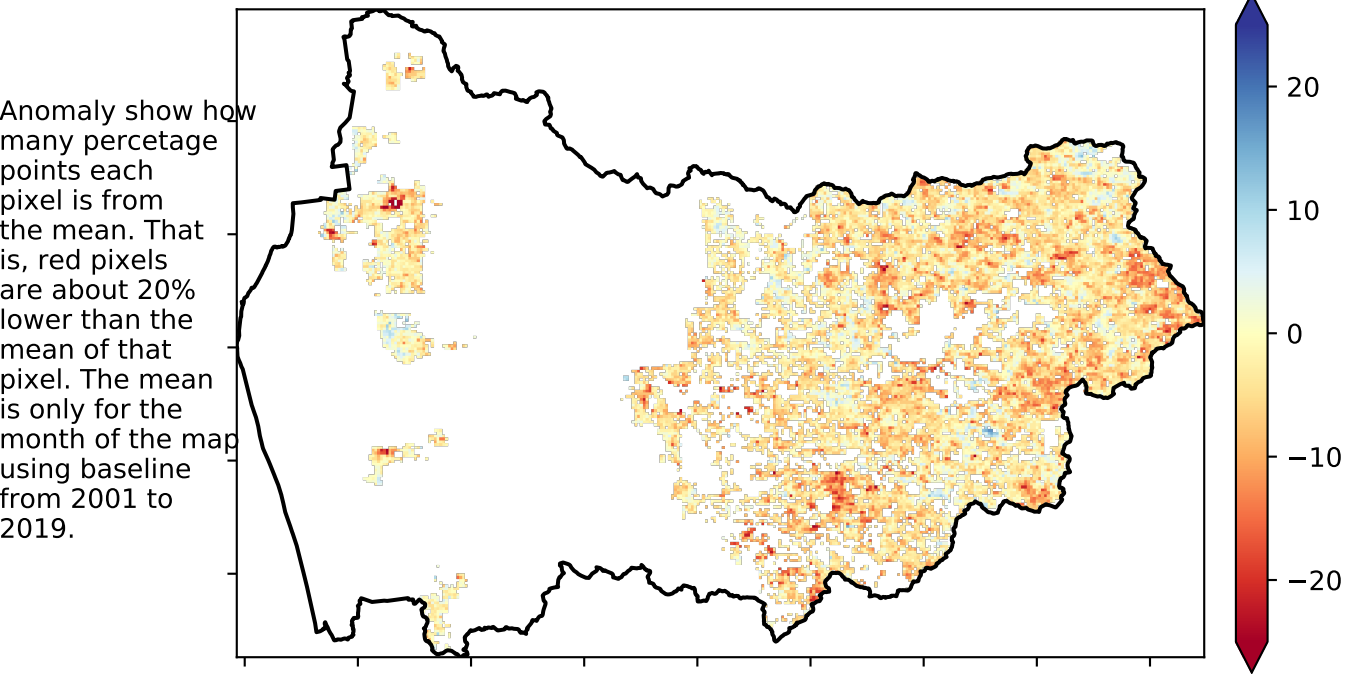 Anomaly show how
many percetage
points each
pixel is from
the mean. That
is, red pixels
are about 20%
lower than the
mean of that
pixel. The mean
is only for the
month of the map
using baseline
from 2001 to
2019.
20
10
0
−10
−20